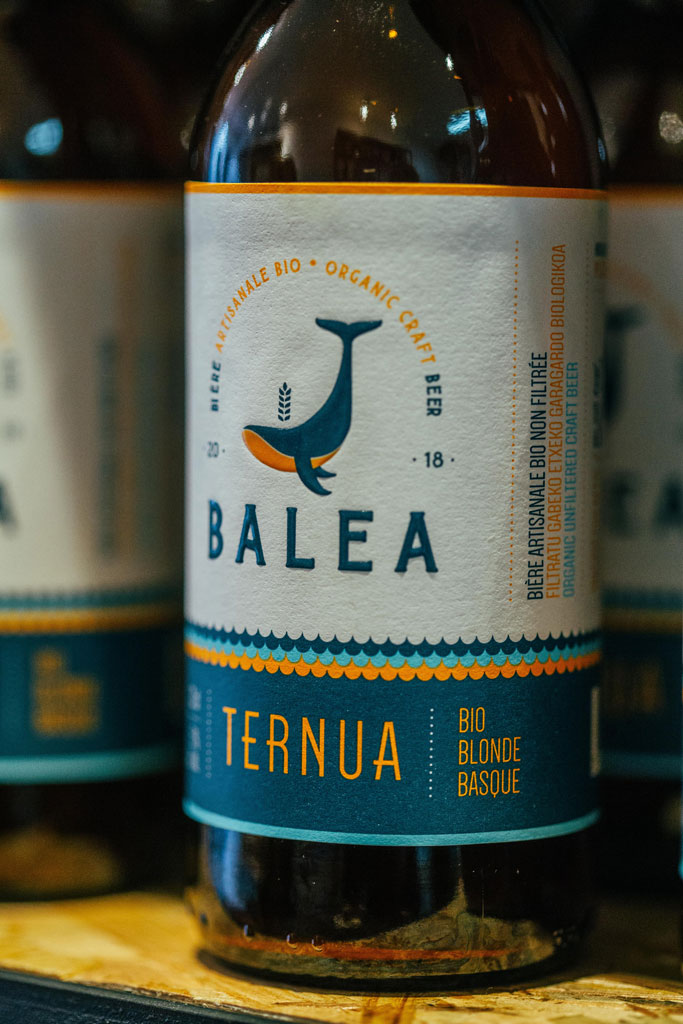 BIÈRE ARTISANALE BIO • ORGANIC CRAFT BEER
· 20 · · 18 ·
BALEA
BIÈRE ARTISANALE BIO NON FILTRÉE
FILTRATU GABEKO ETXEKO GARAGARDO BIOLOGIKOA
ORGANIC UNFILTERED CRAFT BEER
TERNUA
BIO
BLONDE
BASQUE